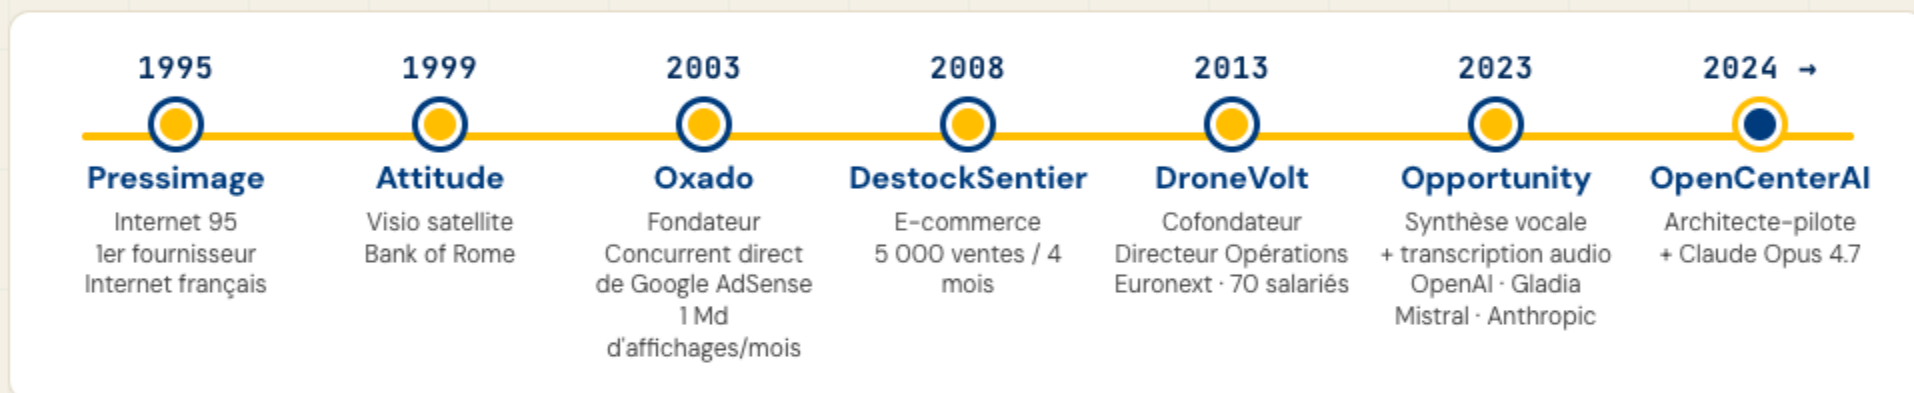 1995
Pressimage
Internet 95
1er fournisseur
Internet français
1999
Attitude
Visio satellite
Bank of Rome
2003
Oxado
Fondateur
Concurrent direct
de Google AdSense
1 Md
d'affichages/mois
2008
DestockSentier
E-commerce
5 000 ventes / 4
mois
2013
DroneVolt
Cofondateur
Directeur Opérations
Euronext · 70 salariés
2023
Opportunity
Synthèse vocale
+ transcription audio
OpenAI · Gladia
Mistral · Anthropic
2024 →
OpenCenterAI
Architecte-pilote
+ Claude Opus 4.7